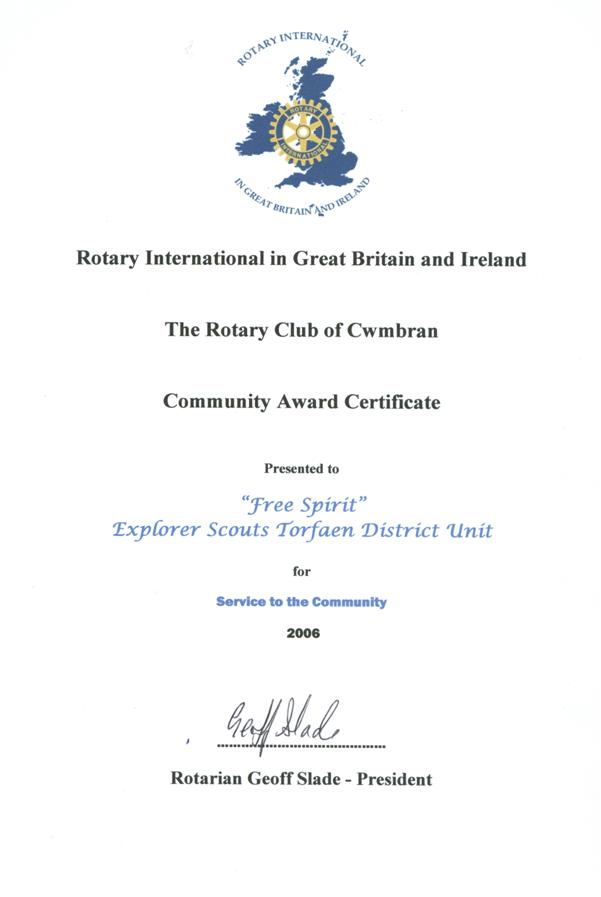 ROTARY INTERNATIONAL
ROTARY
INTERNATIONAL
IN GREAT BRITAIN AND IRELAND
Rotary International in Great Britain and Ireland
The Rotary Club of Cwmbran
Community Award Certificate
Presented to
“Free Spirit”
Explorer Scouts Torfaen District Unit
for
Service to the Community
2006
Geoff Slade
Rotarian Geoff Slade - President